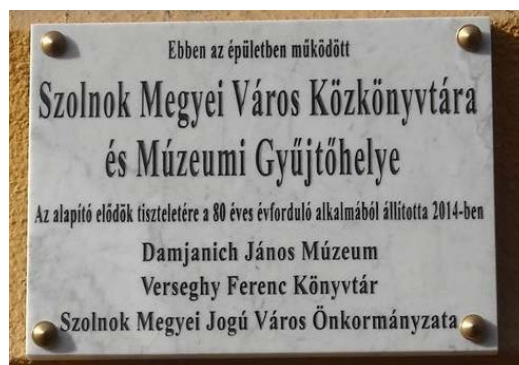 Ebben az épületben működött
Szolnok Megyei Város Közkönyvtára
és Múzeumi Gyűjtőhelye
Az alapító elődök tiszteletére a 80 éves évforduló alkalmából állította 2014-ben
Damjanich János Múzeum
Verseghy Ferenc Könyvtár
Szolnok Megyei Jogú Város Önkormányzata